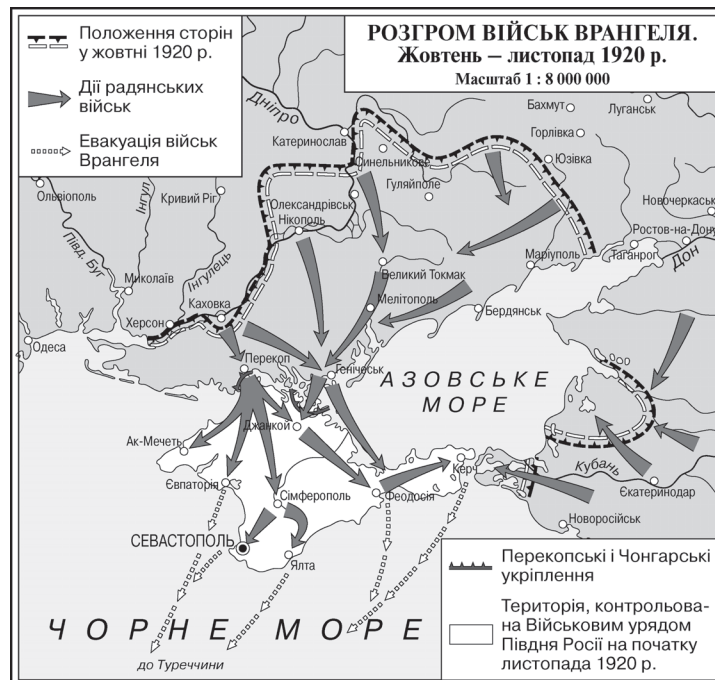 Положення сторін
у жовтні 1920 р.
Дії радянських
військ
Евакуація військ
Врангеля
РОЗГРОМ ВІЙСЬК ВРАНГЕЛЯ.
Жовтень – листопад 1920 р.
Масштаб 1 : 8 000 000
Дніпро
Катеринослав
Синельникове
Бахмут
Луганськ
Горлівка
Юзівка
Гуляйполе
Ольвіополь
Інгул
Кривий Ріг
Олександрівськ
Нікополь
Новочеркаськ
Ростов-на-Дону
Таганрог
Дон
Маріуполь
Півд. Буг
Миколаїв
Інгулець
Великий Токмак
Мелітополь
Бердянськ
Каховка
Херсон
Одеса
Перекоп
Генічеськ
АЗОВСЬКЕ
МОРЕ
Джанкой
Ак-Мечеть
Євпаторія
Сімферополь
Феодосія
Керч
Кубань
Єкатеринодар
Новоросійськ
СЕВАСТОПОЛЬ
Ялта
ЧОРНЕ МОРЕ
до Туреччини
Перекопські і Чонгарські
укріплення
Територія, контрольова-
на Військовим урядом
Півдня Росії на початку
листопада 1920 р.